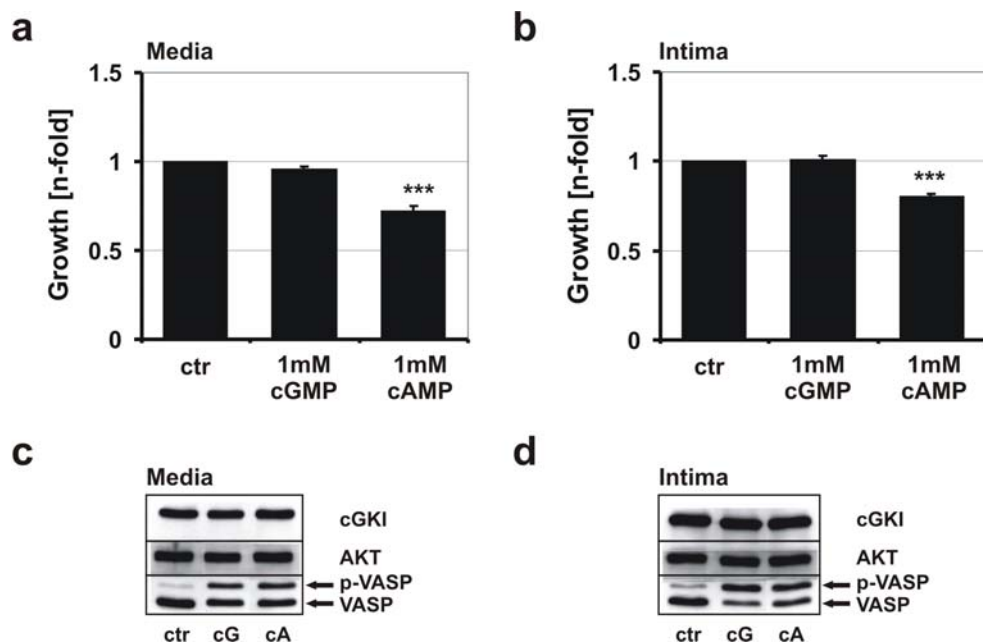 a
Media
1.5
1
0.5
0
Growth [n-fold]
***
ctr
1mM
cGMP
1mM
cAMP
b
Intima
1.5
1
0.5
0
Growth [n-fold]
***
ctr
1mM
cGMP
1mM
cAMP
c
Media
cGKI
AKT
p-VASP
VASP
ctr cG cA
d
Intima
cGKI
AKT
p-VASP
VASP
ctr cG cA